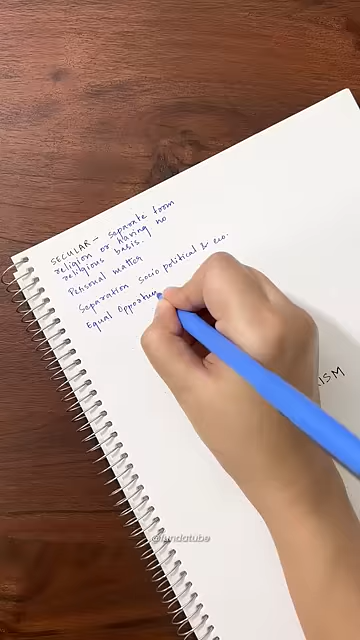 SECULAR – separate from
religion or having no
religious basis.
Personal matter
Separation socio political & eco.
Equal Opportu
ISM
@fundatube